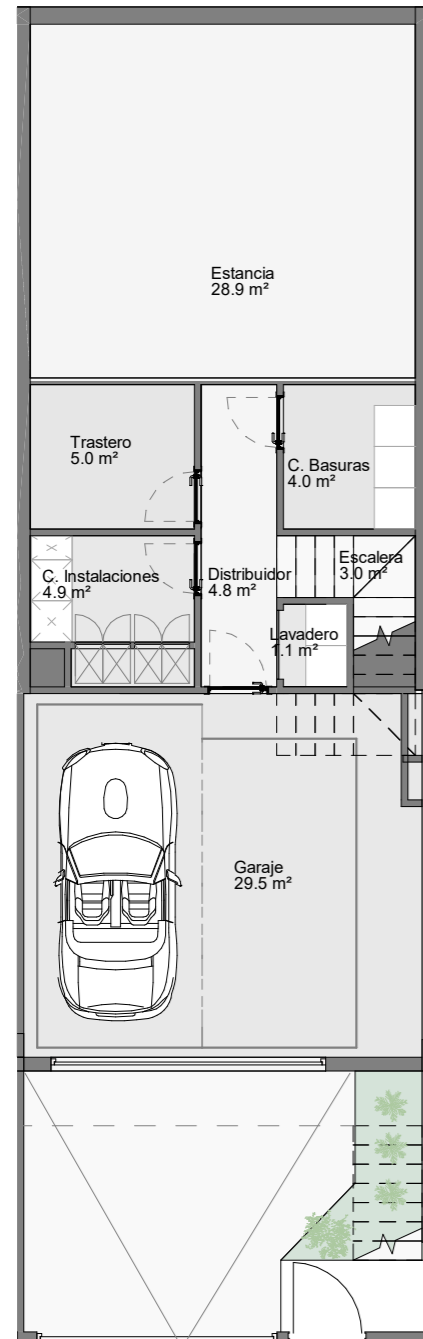 Estancia
28.9 m²
Trastero
5.0 m²
C. Basuras
4.0 m²
Escalera
3.0 m²
C. Instalaciones
4.9 m²
Distribuidor
4.8 m²
Lavadero
1.1 m²
Garaje
29.5 m²